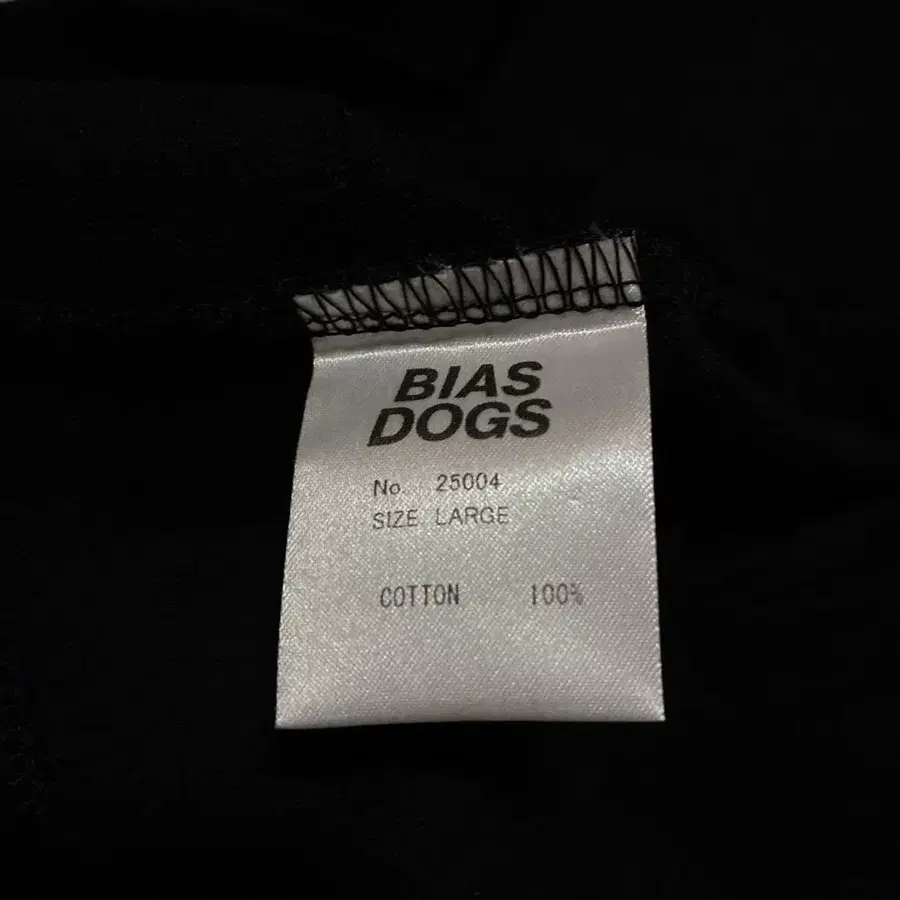 BIAS
DOGS
No. 25004
SIZE LARGE
COTTON 100%